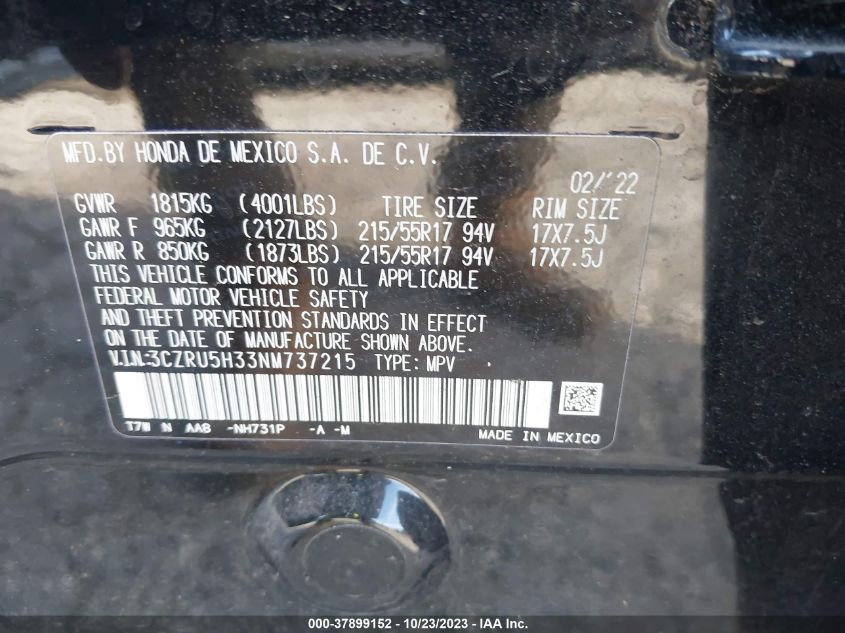 MFD.BY HONDA DE MEXICO S.A. DE C.V.
02/'22
GVWR 1815KG (4001LBS) TIRE SIZE RIM SIZE
GAWR F 965KG (2127LBS) 215/55R17 94V 17X7.5J
GAWR R 850KG (1873LBS) 215/55R17 94V 17X7.5J
THIS VEHICLE CONFORMS TO ALL APPLICABLE
FEDERAL MOTOR VEHICLE SAFETY
AND THEFT PREVENTION STANDARDS IN EFFECT
ON THE DATE OF MANUFACTURE SHOWN ABOVE.
V.I.N:3CZRU5H33NM737215 TYPE: MPV
T7W N AAB -NH731P -A -M
MADE IN MEXICO
000-37899152 - 10/23/2023 - IAA Inc.